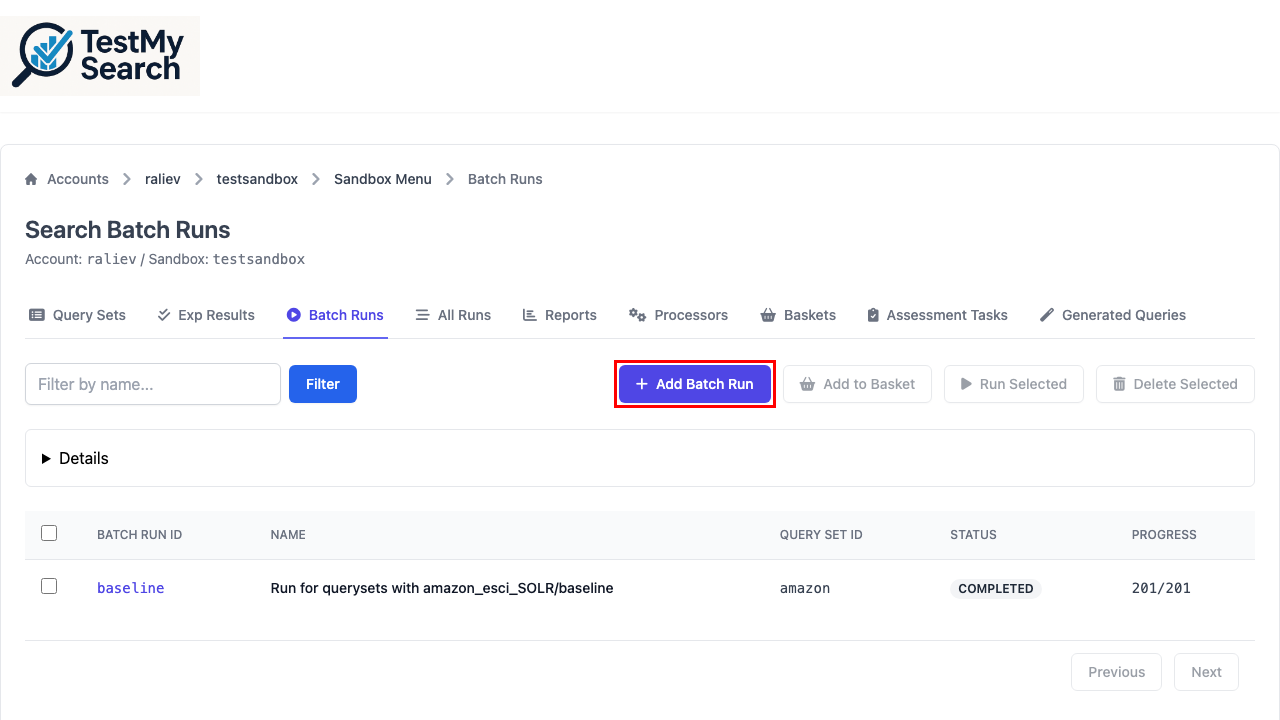 TestMy
Search
Accounts > raliev > testsandbox > Sandbox Menu > Batch Runs
Search Batch Runs
Account: raliev / Sandbox: testsandbox
Query Sets Exp Results Batch Runs All Runs Reports Processors Baskets Assessment Tasks Generated Queries
Filter by name... Filter + Add Batch Run Add to Basket Run Selected Delete Selected
Details
BATCH RUN ID NAME QUERY SET ID STATUS PROGRESS
baseline Run for querysets with amazon_esci_SOLR/baseline amazon COMPLETED 201/201
Previous Next